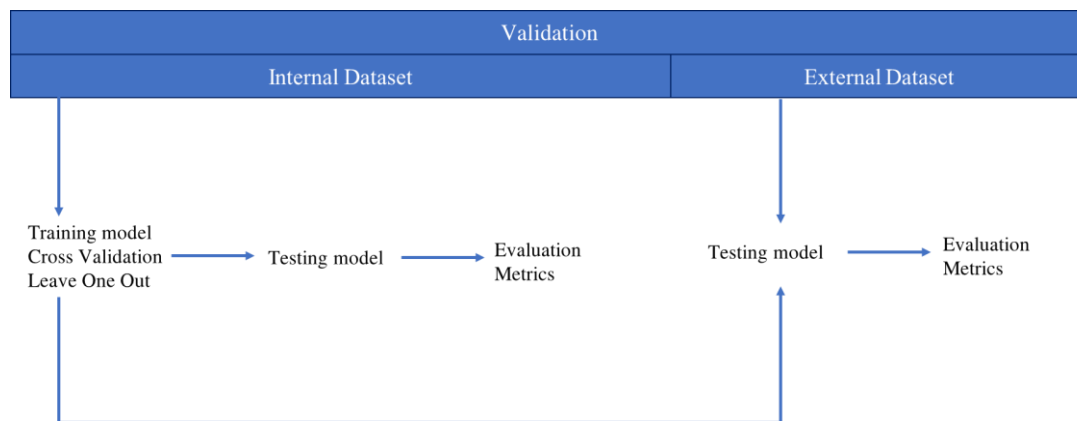 Validation
Internal Dataset
External Dataset
Training model
Cross Validation
Leave One Out
Testing model
Evaluation
Metrics
Testing model
Evaluation
Metrics